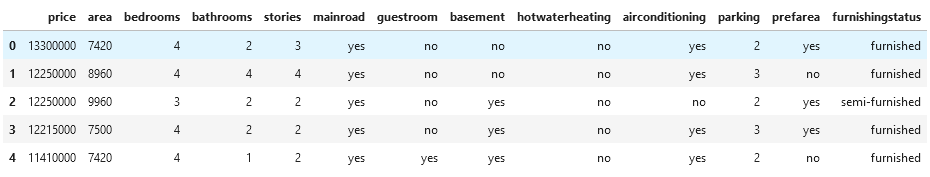 price area bedrooms bathrooms stories mainroad guestroom basement hotwaterheating airconditioning parking prefarea furnishingstatus
0 13300000 7420 4 2 3 yes no no no yes 2 yes furnished
1 12250000 8960 4 4 4 yes no no no yes 3 no furnished
2 12250000 9960 3 2 2 yes no yes no no 2 yes semi-furnished
3 12215000 7500 4 2 2 yes no yes no yes 3 yes furnished
4 11410000 7420 4 1 2 yes yes yes no yes 2 no furnished